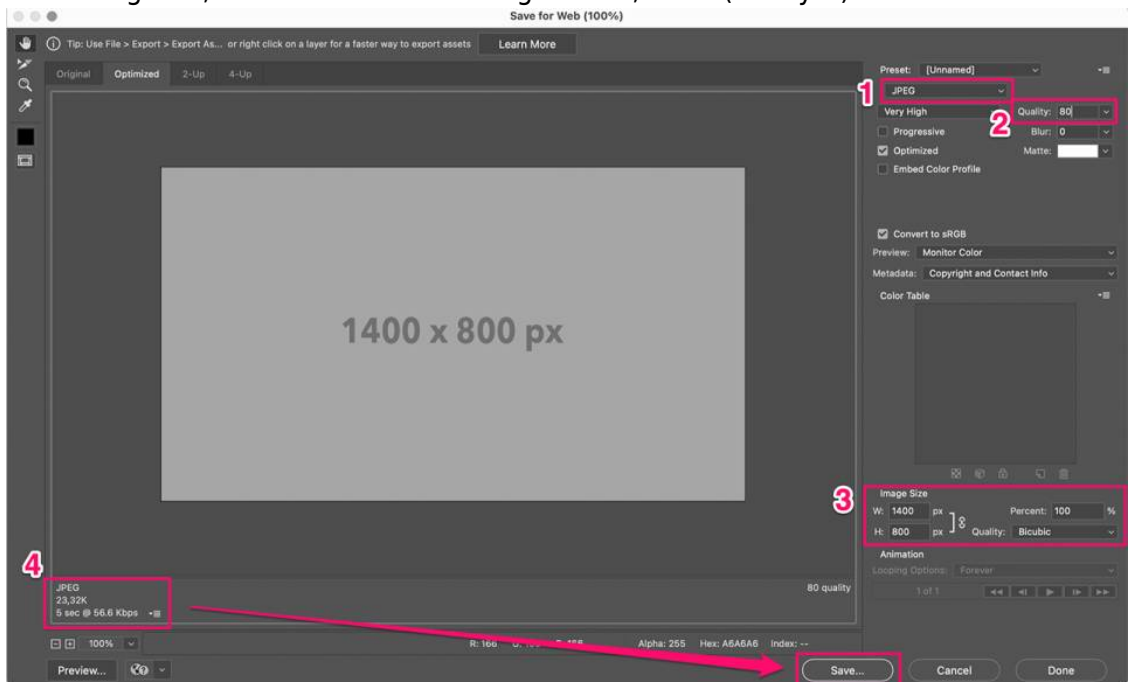 Save for Web (100%)
Tip: Use File > Export > Export As... or right click on a layer for a faster way to export assets Learn More
Original Optimized 2-Up 4-Up
Preset: [Unnamed]
1 JPEG
Very High 2 Quality: 80
Progressive Blur: 0
Optimized Matte:
Embed Color Profile
Convert to sRGB
Preview: Monitor Color
Metadata: Copyright and Contact Info
Color Table
1400 x 800 px
3 Image Size
W: 1400 px Percent: 100 %
H: 800 px Quality: Bicubic
Animation
Looping Options: Forever
1 of 1
4
JPEG 80 quality
23,32K
5 sec @ 56.6 Kbps
100% R: 166 Alpha: 255 Hex: A6A6A6 Index: --
Preview... Save... Cancel Done